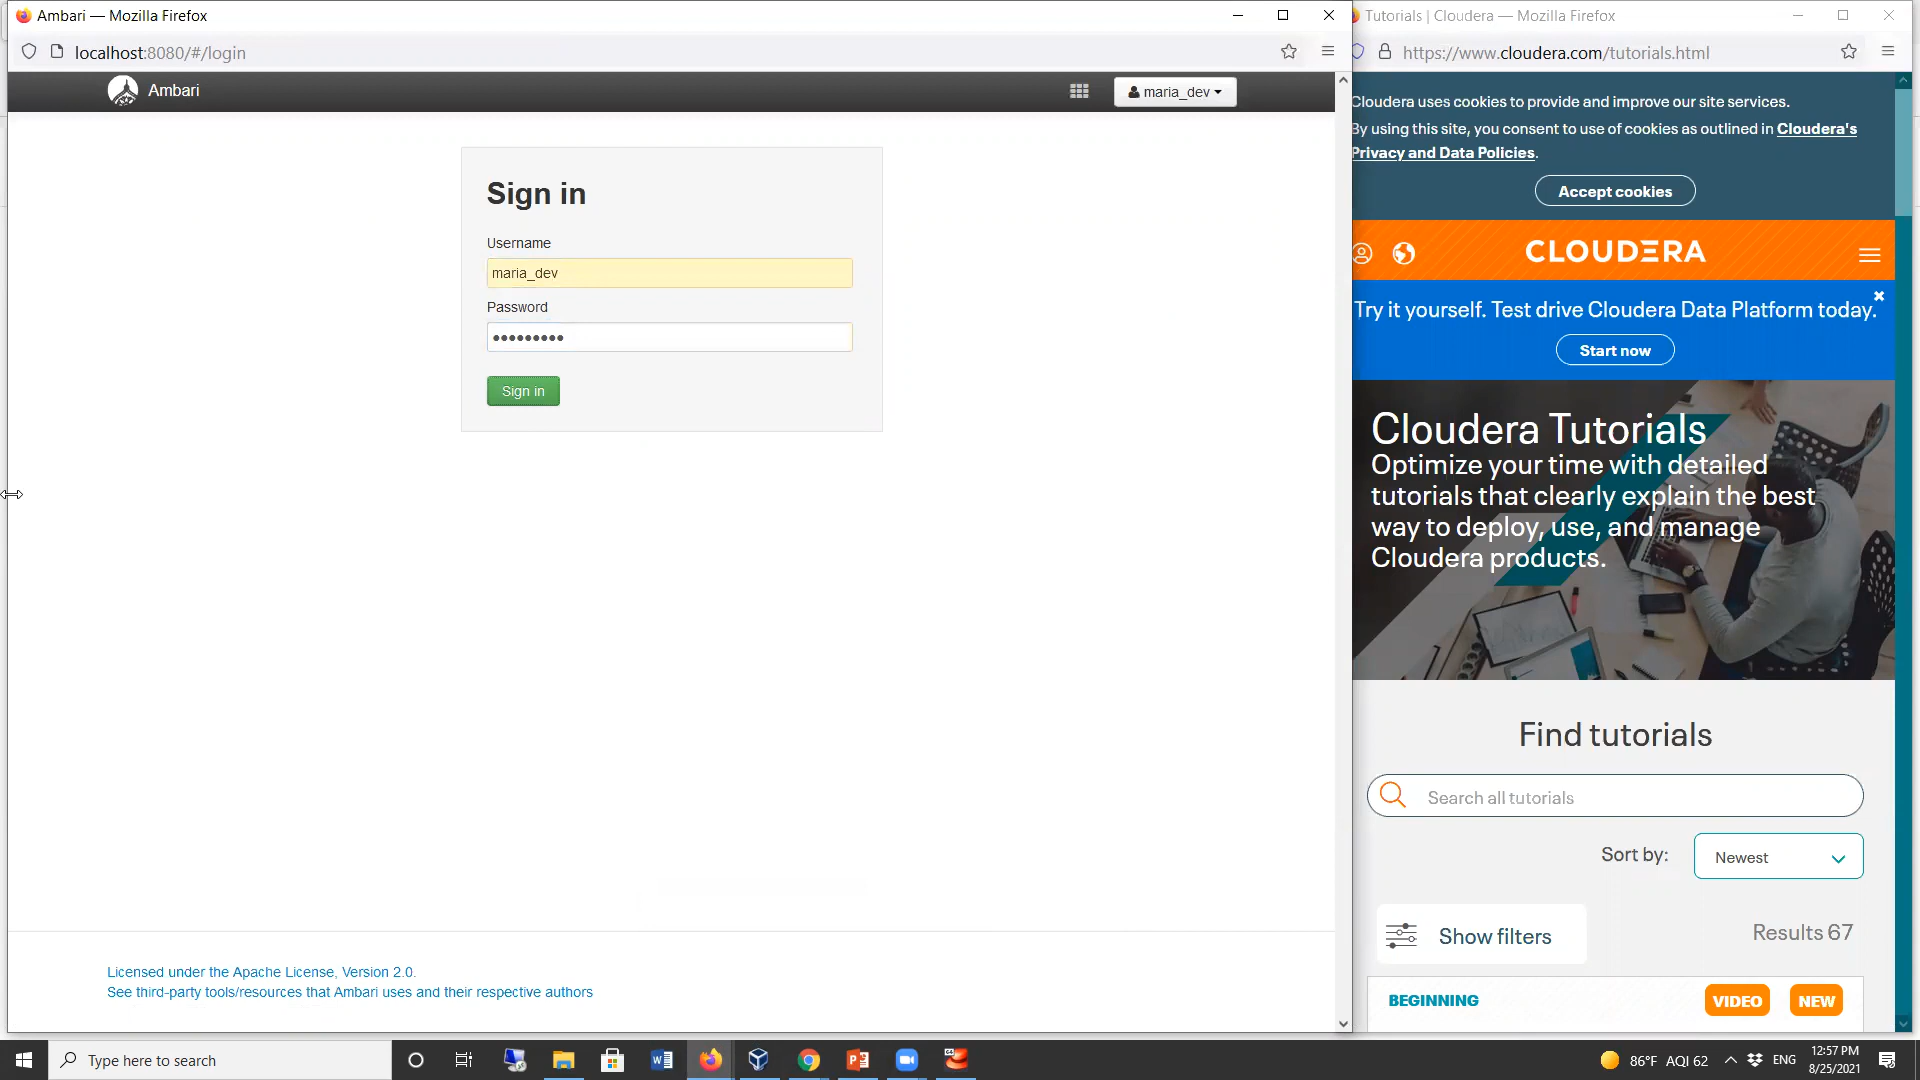 Ambari — Mozilla Firefox
localhost:8080/#/login
Ambari
maria_dev
Sign in
Username
maria_dev
Password
•••••••••
Sign in
Licensed under the Apache License, Version 2.0.
See third-party tools/resources that Ambari uses and their respective authors
Tutorials | Cloudera — Mozilla Firefox
https://www.cloudera.com/tutorials.html
Cloudera uses cookies to provide and improve our site services.
By using this site, you consent to use of cookies as outlined in Cloudera's
Privacy and Data Policies.
Accept cookies
CLOUDERA
Try it yourself. Test drive Cloudera Data Platform today.
Start now
Cloudera Tutorials
Optimize your time with detailed
tutorials that clearly explain the best
way to deploy, use, and manage
Cloudera products.
Find tutorials
Search all tutorials
Sort by:
Newest
Show filters
Results 67
BEGINNING
VIDEO
NEW
Type here to search
86°F AQI 62
ENG
12:57 PM
8/25/2021